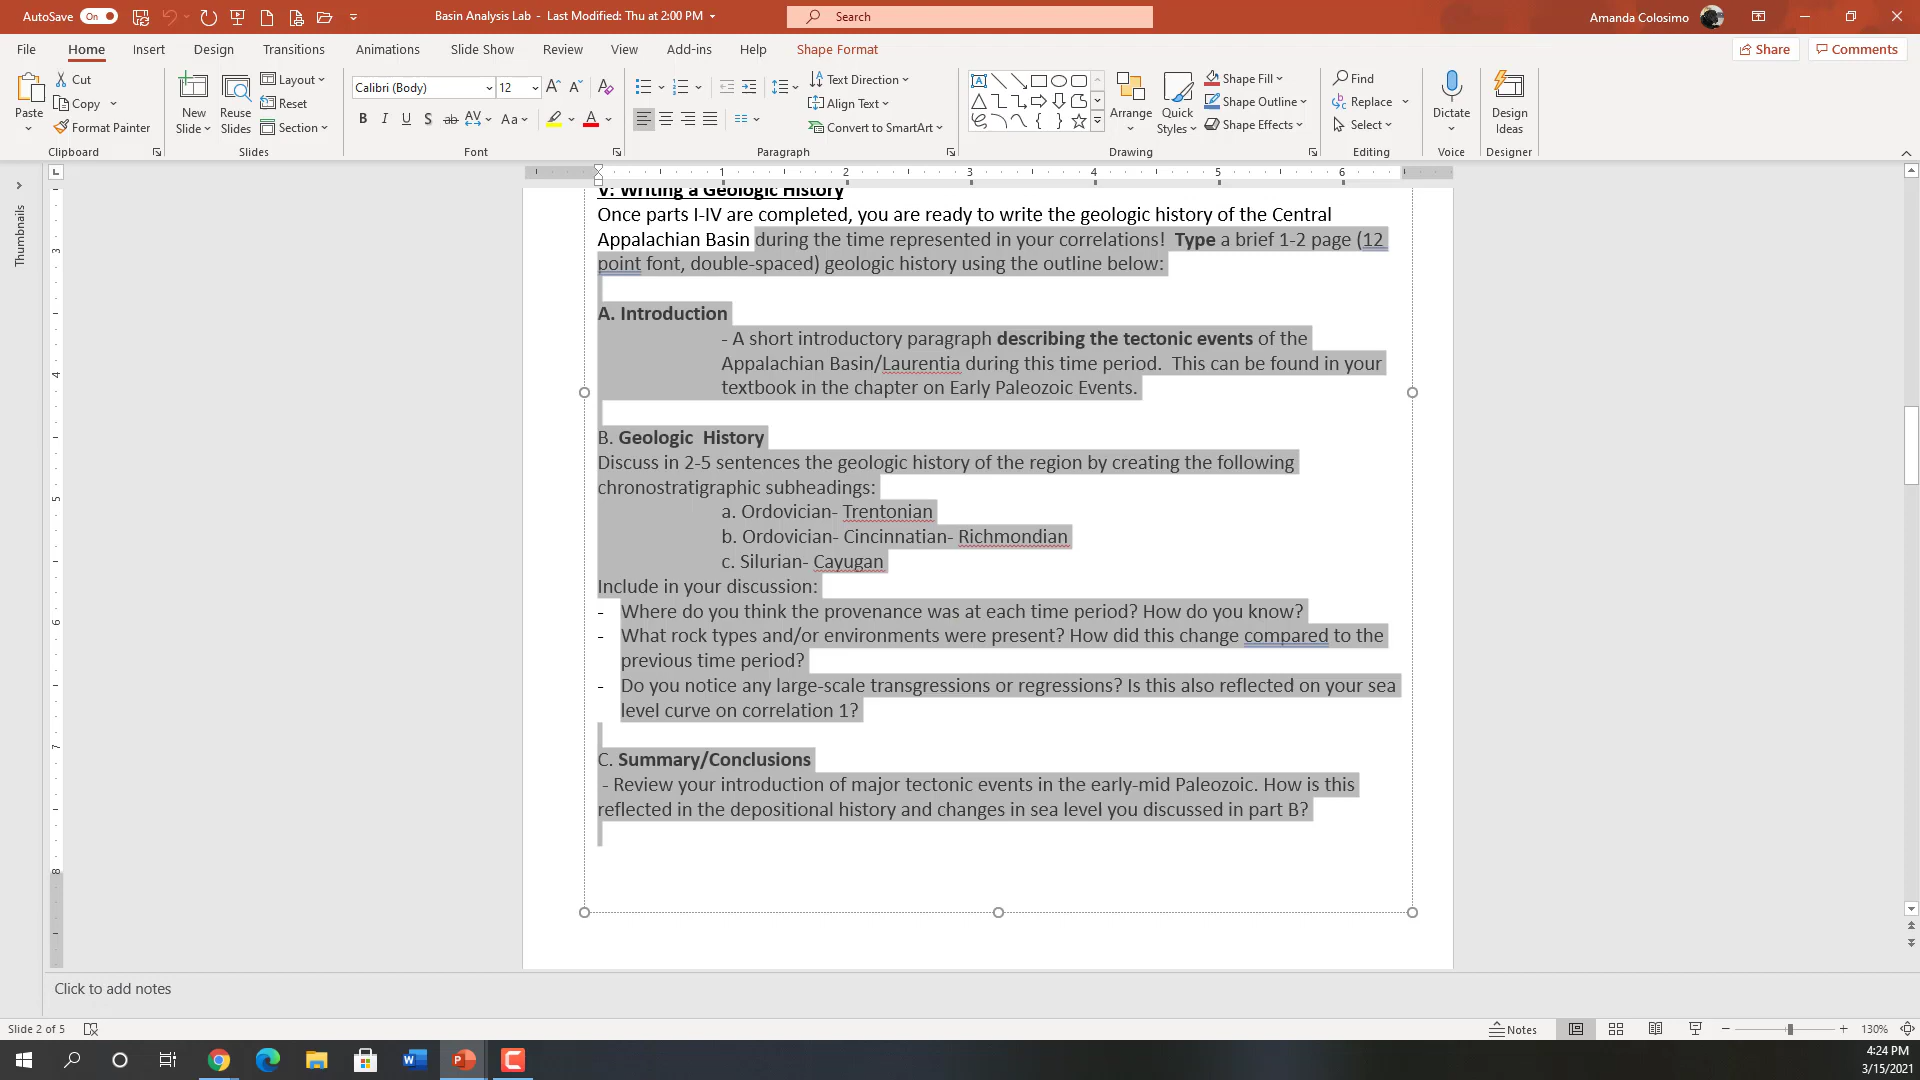 AutoSave On Basin Analysis Lab - Last Modified: Thu at 2:00 PM Search Amanda Colosimo
File Home Insert Design Transitions Animations Slide Show Review View Add-ins Help Shape Format Share Comments
Paste Cut Copy Format Painter
New Slide Reuse Slides Layout Reset Section
Calibri (Body) 12
Text Direction Align Text Convert to SmartArt
Arrange Quick Styles Shape Fill Shape Outline Shape Effects
Find Replace Select
Dictate Design Ideas
Clipboard Slides Font Paragraph Drawing Editing Voice Designer
1 2 3 4 5 6
Thumbnails
3
4
5
6
7
8
V: Writing a Geologic History
Once parts I-IV are completed, you are ready to write the geologic history of the Central
Appalachian Basin during the time represented in your correlations! Type a brief 1-2 page (12
point font, double-spaced) geologic history using the outline below:
A. Introduction
- A short introductory paragraph describing the tectonic events of the
Appalachian Basin/Laurentia during this time period. This can be found in your
textbook in the chapter on Early Paleozoic Events.
B. Geologic History
Discuss in 2-5 sentences the geologic history of the region by creating the following
chronostratigraphic subheadings:
a. Ordovician- Trentonian
b. Ordovician- Cincinnatian- Richmondian
c. Silurian- Cayugan
Include in your discussion:
- Where do you think the provenance was at each time period? How do you know?
- What rock types and/or environments were present? How did this change compared to the
previous time period?
- Do you notice any large-scale transgressions or regressions? Is this also reflected on your sea
level curve on correlation 1?
C. Summary/Conclusions
- Review your introduction of major tectonic events in the early-mid Paleozoic. How is this
reflected in the depositional history and changes in sea level you discussed in part B?
Click to add notes
Slide 2 of 5 Notes 130%
4:24 PM
3/15/2021